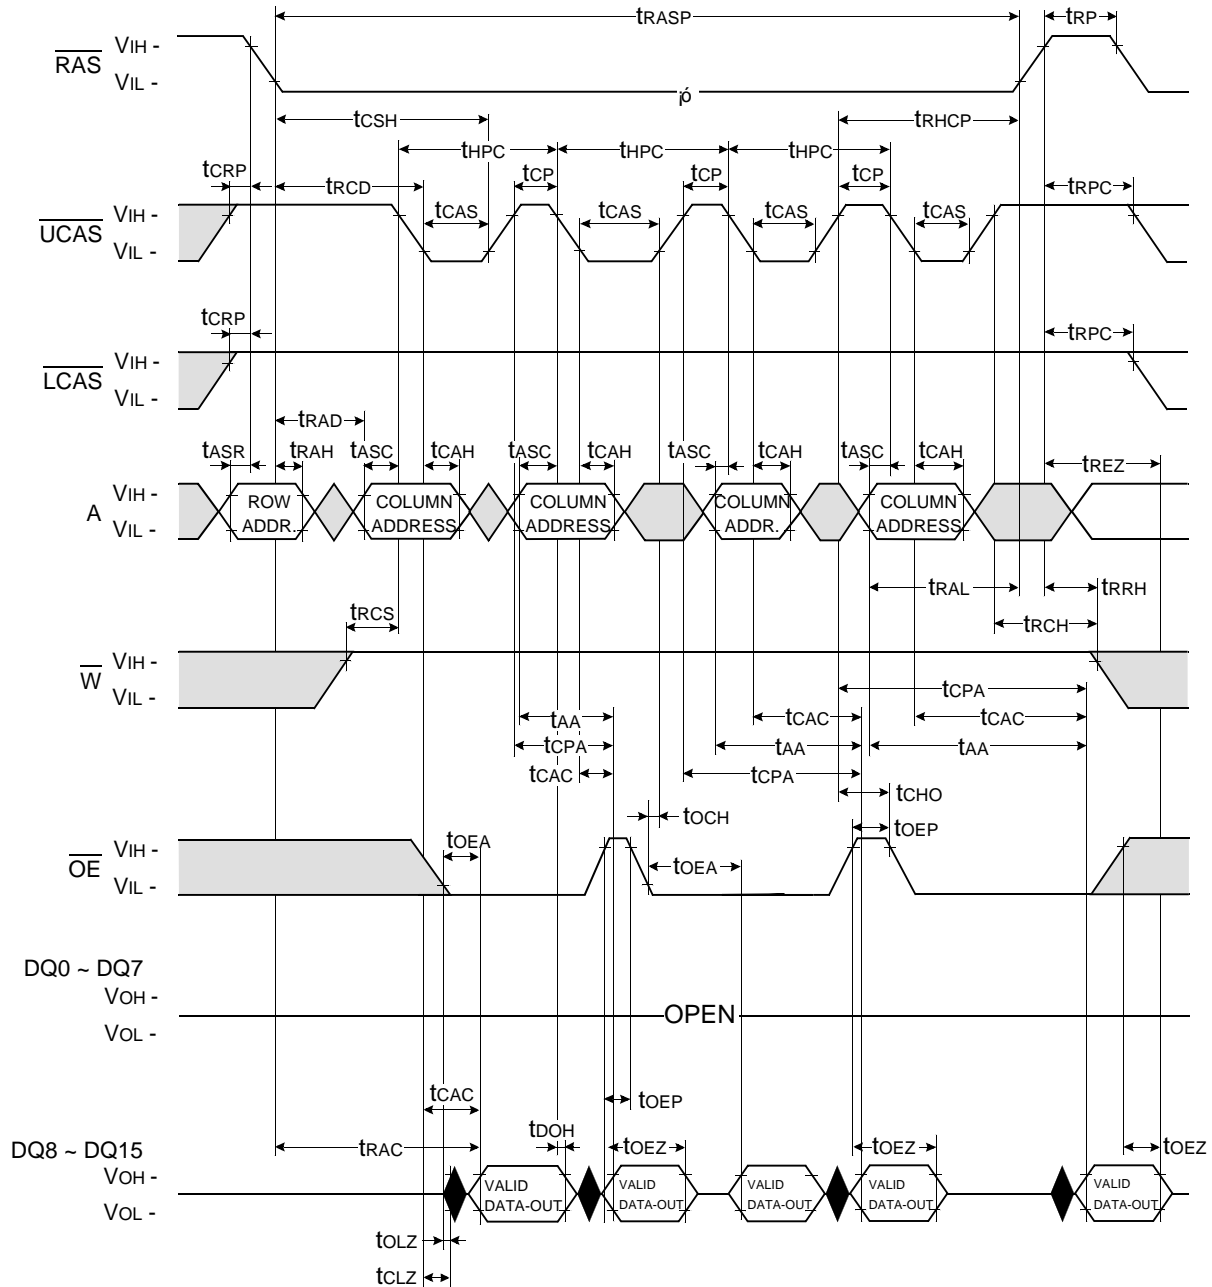 tRASP tRP
RAS VIH -
VIL -
¡ó
tCSH tRHCP
tHPC tHPC tHPC
tCRP tRCD tCP tCP tCP tRPC
tCAS tCAS tCAS tCAS
UCAS VIH -
VIL -
tCRP tRPC
LCAS VIH -
VIL -
tRAD
tASR tRAH tASC tCAH tASC tCAH tASC tCAH tASC tCAH tREZ
A VIH -
VIL -
ROW ADDR.
COLUMN ADDRESS
COLUMN ADDRESS
COLUMN ADDR.
COLUMN ADDRESS
tRAL tRRH
tRCS tRCH
W VIH -
VIL -
tCPA
tAA tCAC tCAC
tCPA tAA tAA
tCAC tCPA
tCHO
tOCH
tOEA tOEP
tOEA
OE VIH -
VIL -
DQ0 ~ DQ7
VOH -
VOL -
OPEN
tCAC tOEP
tDOH
tRAC tOEZ tOEZ tOEZ
DQ8 ~ DQ15
VOH -
VOL -
VALID DATA-OUT
VALID DATA-OUT
VALID DATA-OUT
VALID DATA-OUT
VALID DATA-OUT
tOLZ
tCLZ